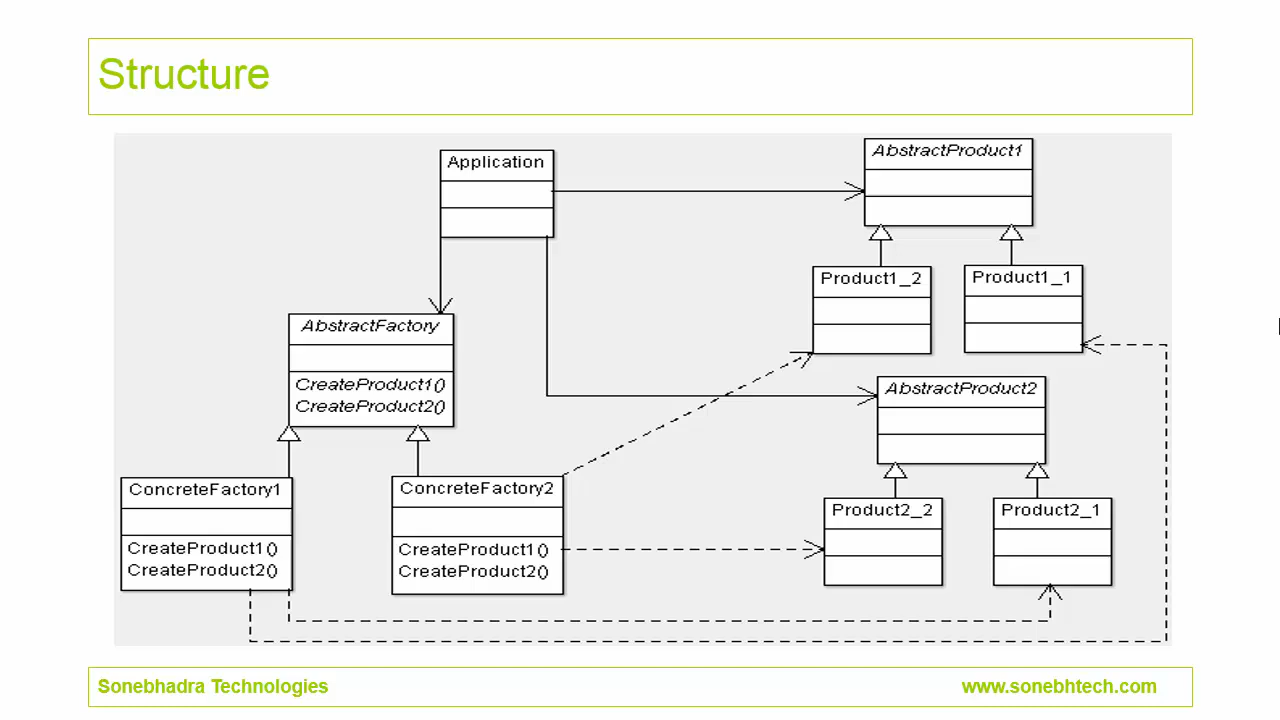 Structure
Application
AbstractProduct1
Product1_2
Product1_1
AbstractFactory
CreateProduct1()
CreateProduct2()
AbstractProduct2
ConcreteFactory1
CreateProduct1()
CreateProduct2()
ConcreteFactory2
CreateProduct1()
CreateProduct2()
Product2_2
Product2_1
Sonebhadra Technologies
www.sonebhtech.com